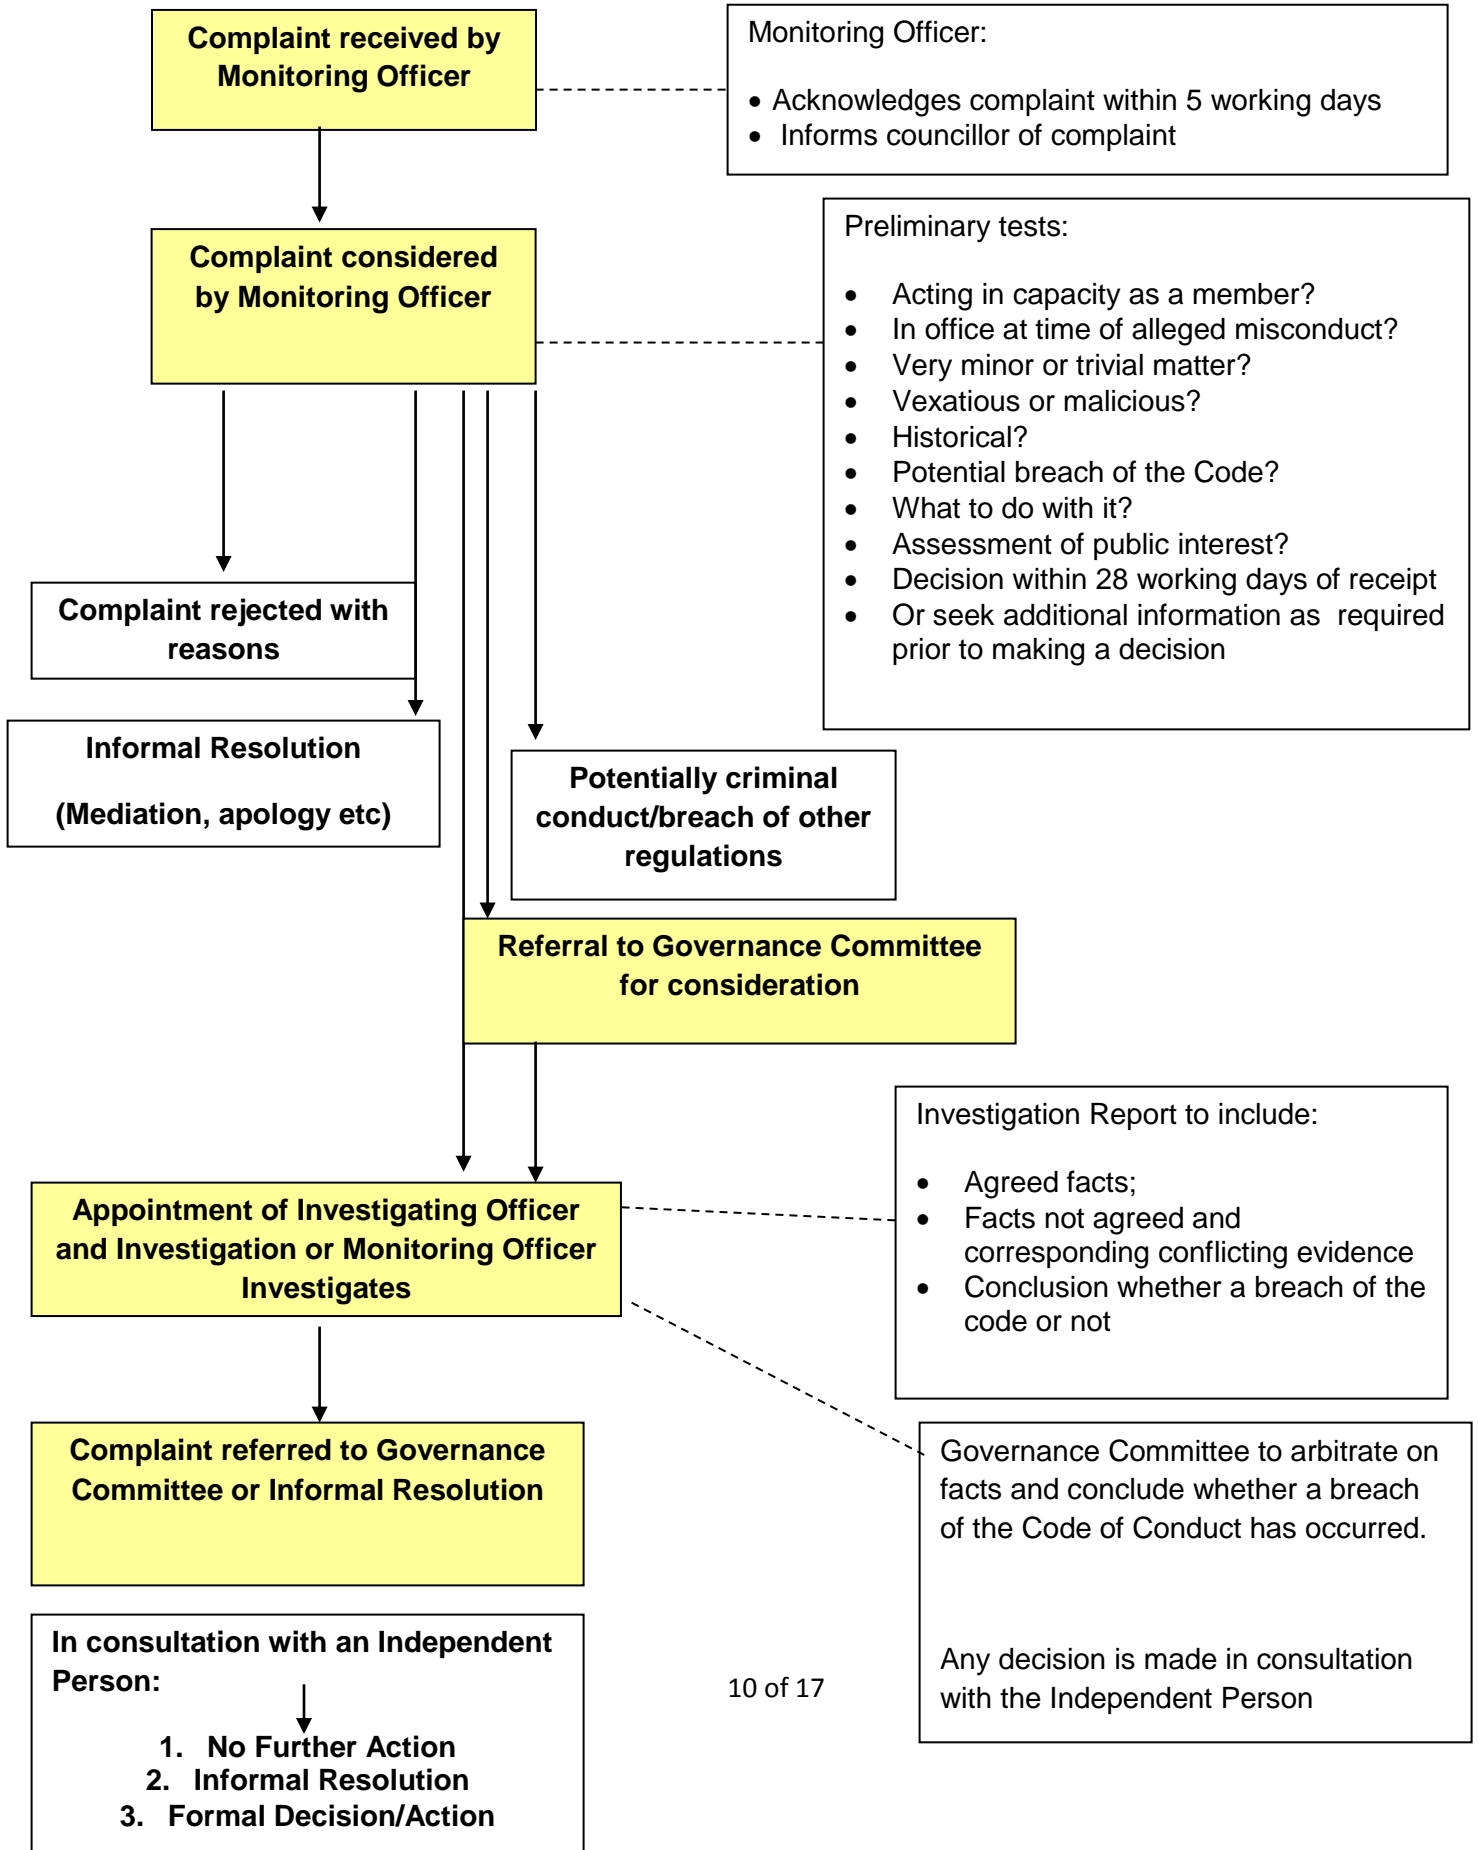 Complaint received by
Monitoring Officer
Monitoring Officer:
• Acknowledges complaint within 5 working days
• Informs councillor of complaint
Complaint considered
by Monitoring Officer
Preliminary tests:
• Acting in capacity as a member?
• In office at time of alleged misconduct?
• Very minor or trivial matter?
• Vexatious or malicious?
• Historical?
• Potential breach of the Code?
• What to do with it?
• Assessment of public interest?
• Decision within 28 working days of receipt
• Or seek additional information as required
prior to making a decision
Complaint rejected with
reasons
Informal Resolution
(Mediation, apology etc)
Potentially criminal
conduct/breach of other
regulations
Referral to Governance Committee
for consideration
Appointment of Investigating Officer
and Investigation or Monitoring Officer
Investigates
Investigation Report to include:
• Agreed facts;
• Facts not agreed and
corresponding conflicting evidence
• Conclusion whether a breach of the
code or not
Complaint referred to Governance
Committee or Informal Resolution
Governance Committee to arbitrate on
facts and conclude whether a breach
of the Code of Conduct has occurred.
Any decision is made in consultation
with the Independent Person
In consultation with an Independent
Person:
1. No Further Action
2. Informal Resolution
3. Formal Decision/Action
10 of 17